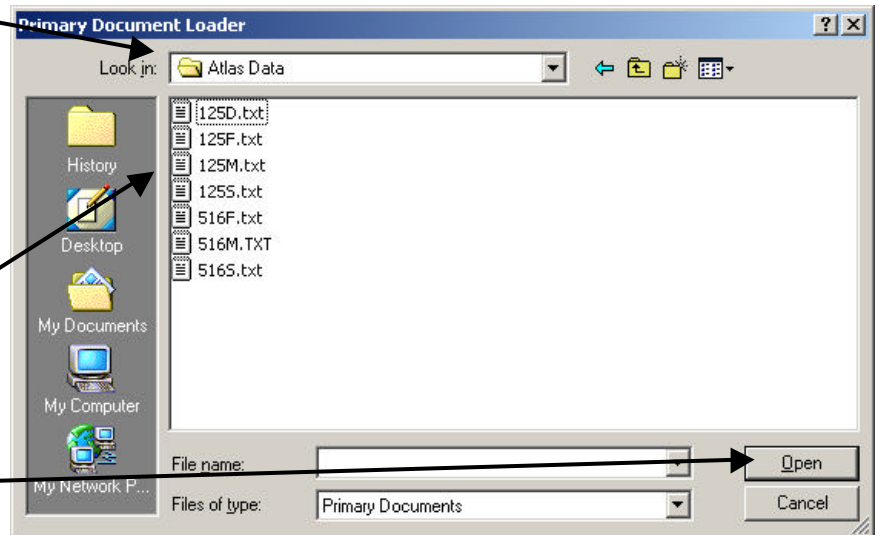 Primary Document Loader
Look in: Atlas Data
History
Desktop
My Documents
My Computer
My Network P...
125D.txt
125F.txt
125M.txt
125S.txt
516F.txt
516M.TXT
516S.txt
File name:
Open
Files of type: Primary Documents
Cancel